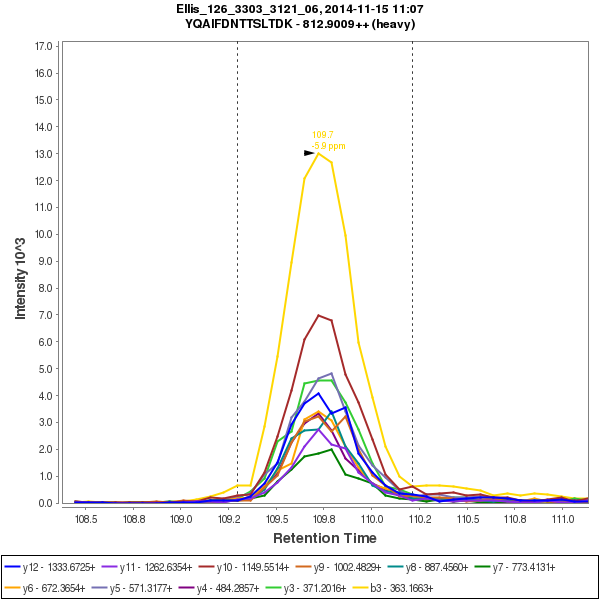 Ellis_126_3303_3121_06, 2014-11-15 11:07
YQAIFDNTTSLTDK - 812.9009++ (heavy)
17.0
16.0
15.0
14.0
13.0
12.0
11.0
10.0
9.0
8.0
7.0
6.0
5.0
4.0
3.0
2.0
1.0
0.0
Intensity 10^3
109.7
-5.9 ppm
108.5
108.8
109.0
109.2
109.5
109.8
110.0
110.2
110.5
110.8
111.0
Retention Time
y12 - 1333.6725+
y11 - 1262.6354+
y10 - 1149.5514+
y9 - 1002.4829+
y8 - 887.4560+
y7 - 773.4131+
y6 - 672.3654+
y5 - 571.3177+
y4 - 484.2857+
y3 - 371.2016+
b3 - 363.1663+